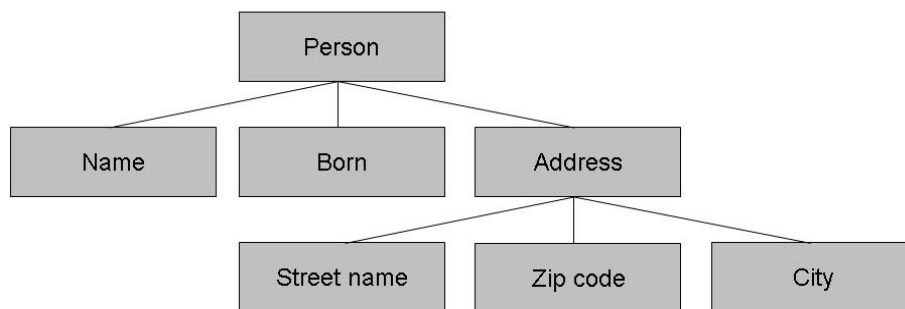 Person
Name
Born
Address
Street name
Zip code
City